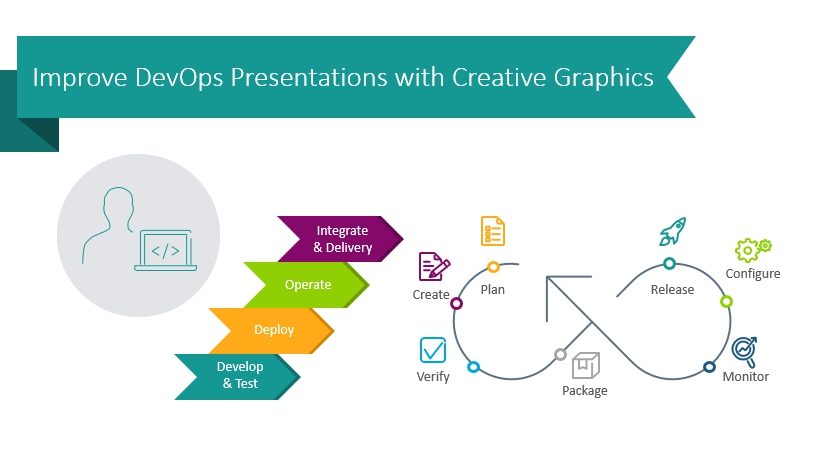 Improve DevOps Presentations with Creative Graphics
</>
Integrate
& Delivery
Operate
Deploy
Develop
& Test
Create
Plan
Verify
Package
Release
Configure
Monitor